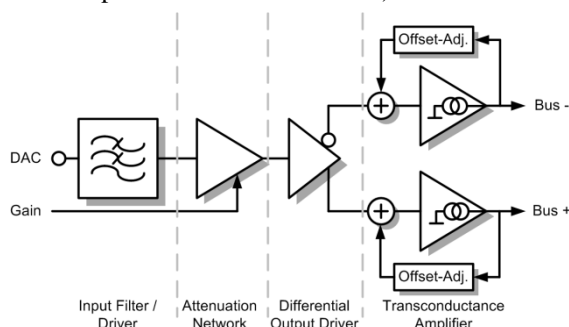 Offset-Adj.
Bus -
DAC
Gain
Bus +
Offset-Adj.
Input Filter / Attenuation Differential Transconductance
Driver Network Output Driver Amplifier